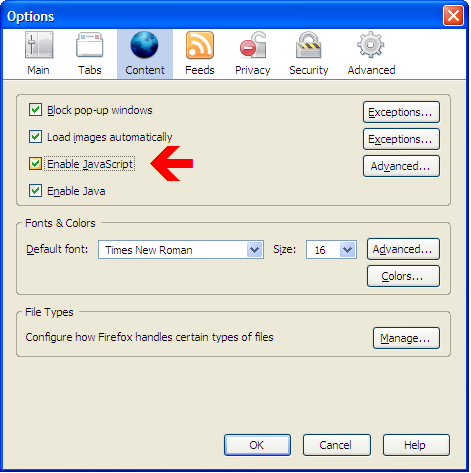 Options
Main Tabs Content Feeds Privacy Security Advanced
Block pop-up windows Exceptions...
Load images automatically Exceptions...
Enable JavaScript Advanced...
Enable Java
Fonts & Colors
Default font: Times New Roman Size: 16 Advanced...
Colors...
File Types
Configure how Firefox handles certain types of files Manage...
OK Cancel Help